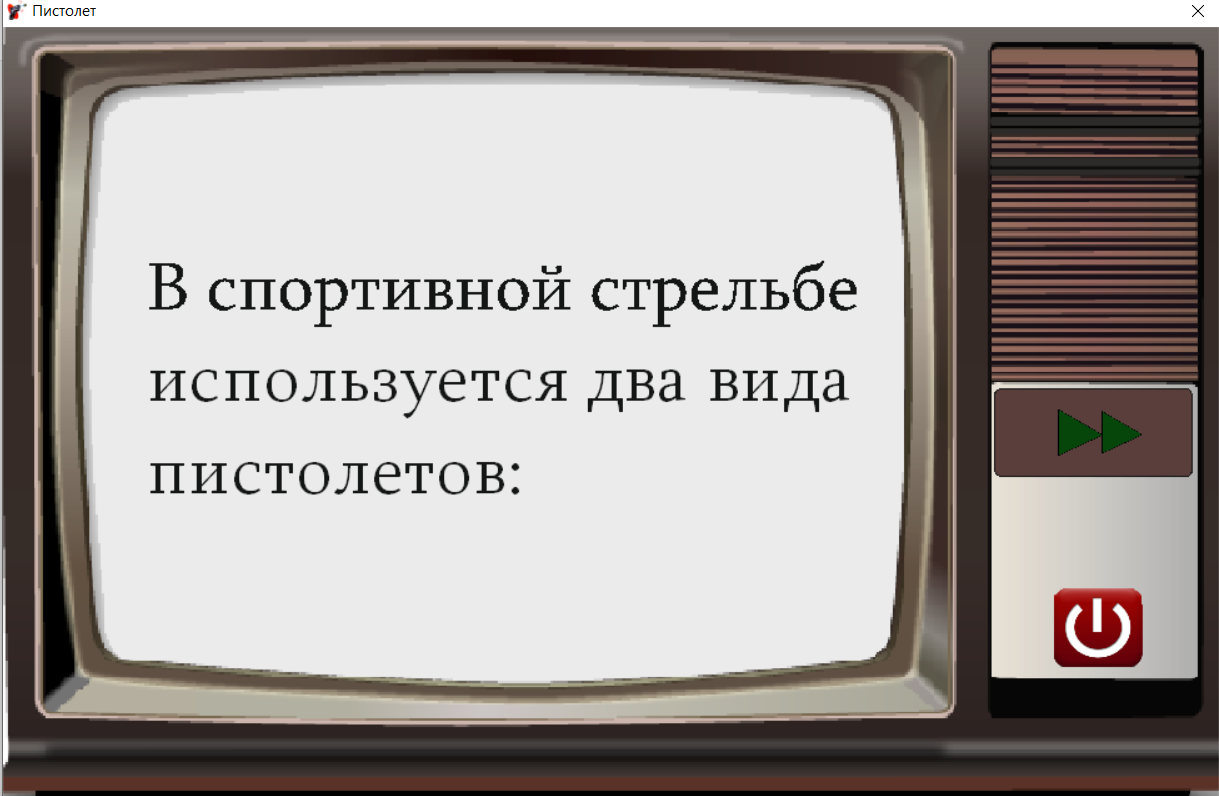 Пистолет
В спортивной стрельбе
используется два вида
пистолетов: